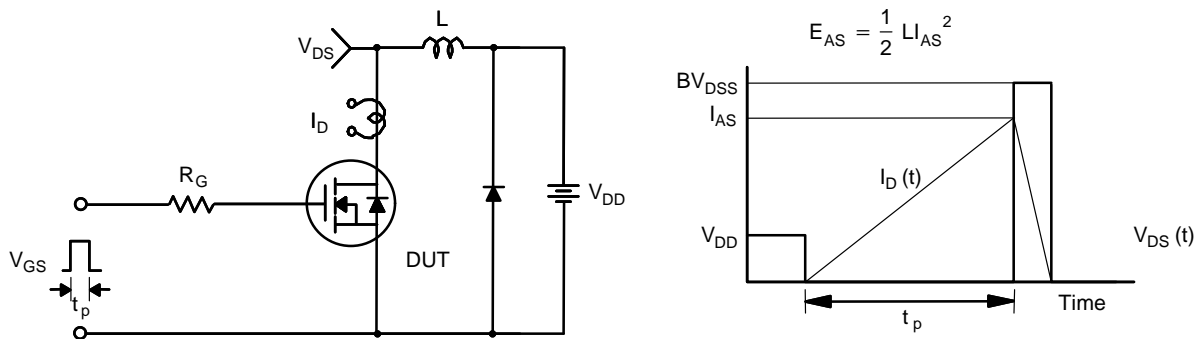 V_DS
L
I_D
R_G
V_DD
V_GS
DUT
t_p
E_AS = 1/2 LI_AS^2
BV_DSS
I_AS
I_D (t)
V_DD
V_DS (t)
t_p
Time